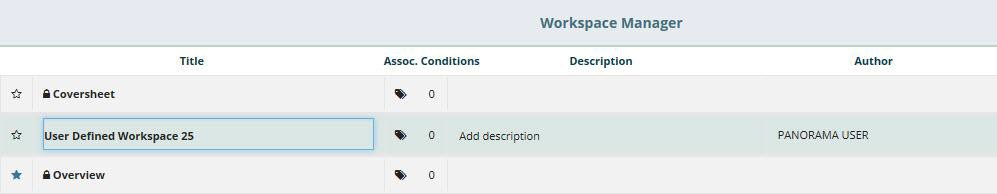 Workspace Manager
Title Assoc. Conditions Description Author
Coversheet 0
User Defined Workspace 25 0 Add description PANORAMA USER
Overview 0